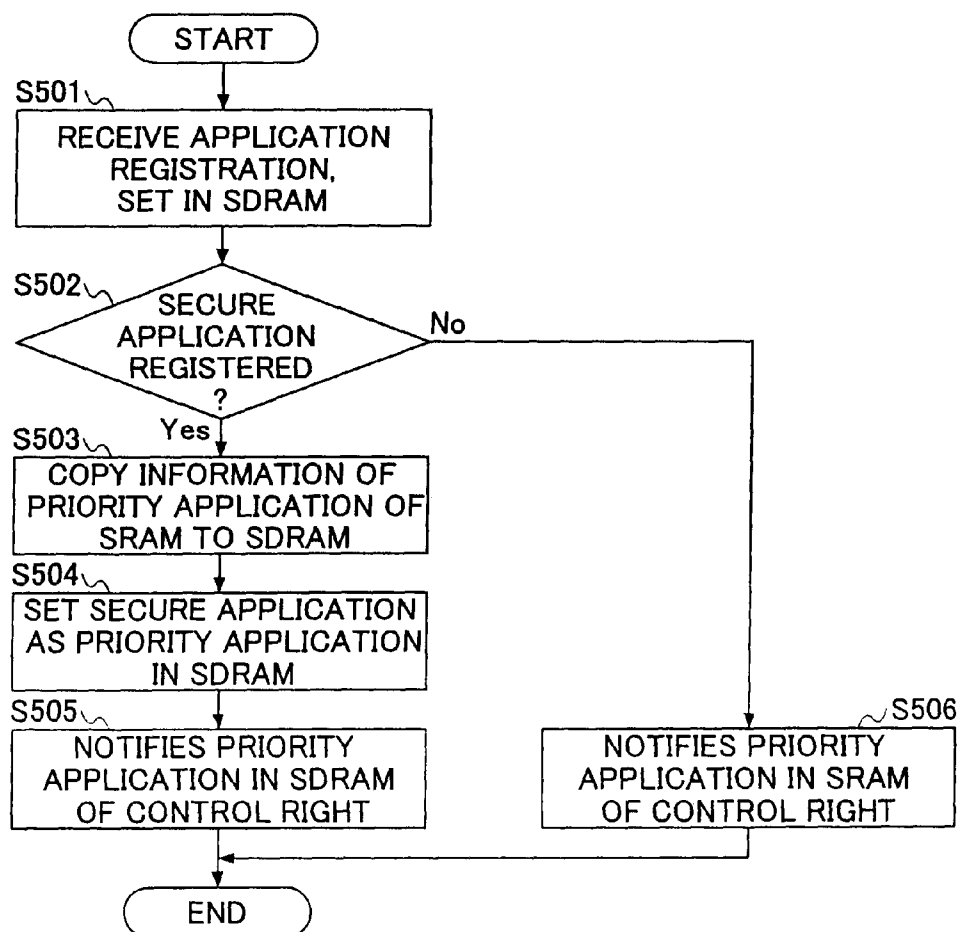 START
S501
RECEIVE APPLICATION
REGISTRATION,
SET IN SDRAM
S502
SECURE
APPLICATION
REGISTERED
?
No
Yes
S503
COPY INFORMATION OF
PRIORITY APPLICATION OF
SRAM TO SDRAM
S504
SET SECURE APPLICATION
AS PRIORITY APPLICATION
IN SDRAM
S505
NOTIFIES PRIORITY
APPLICATION IN SDRAM
OF CONTROL RIGHT
S506
NOTIFIES PRIORITY
APPLICATION IN SRAM
OF CONTROL RIGHT
END